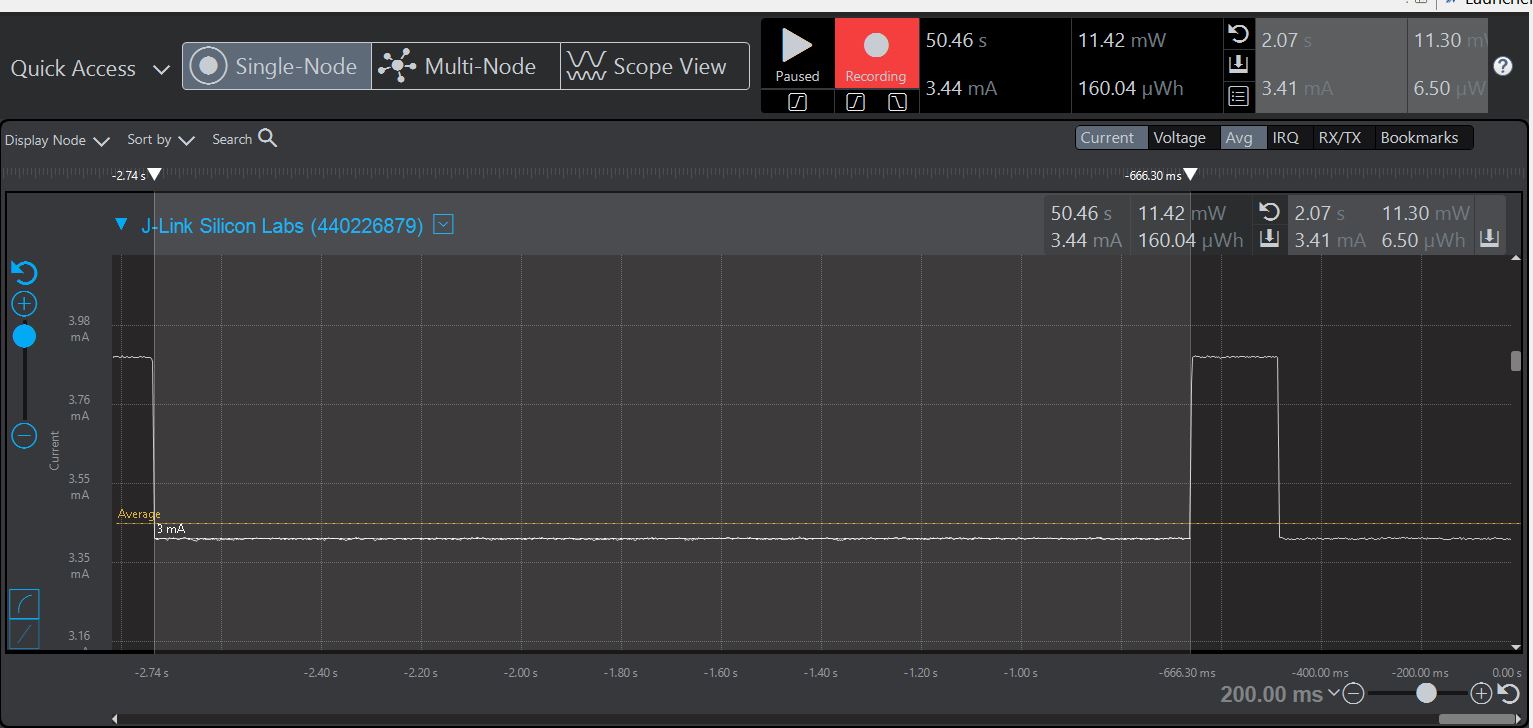 Launcher
Quick Access
Single-Node
Multi-Node
Scope View
Paused
Recording
50.46 s
11.42 mW
3.44 mA
160.04 µWh
2.07 s
11.30 mW
3.41 mA
6.50 µW
Display Node
Sort by
Search
Current
Voltage
Avg
IRQ
RX/TX
Bookmarks
-2.74 s
-666.30 ms
J-Link Silicon Labs (440226879)
50.46 s 11.42 mW 2.07 s 11.30 mW
3.44 mA 160.04 µWh 3.41 mA 6.50 µWh
3.98
mA
3.76
mA
Current
3.55
mA
Average
3 mA
3.35
mA
3.16
-2.74 s -2.40 s -2.20 s -2.00 s -1.80 s -1.60 s -1.40 s -1.20 s -1.00 s -666.30 ms -400.00 ms -200.00 ms 0.00 s
200.00 ms